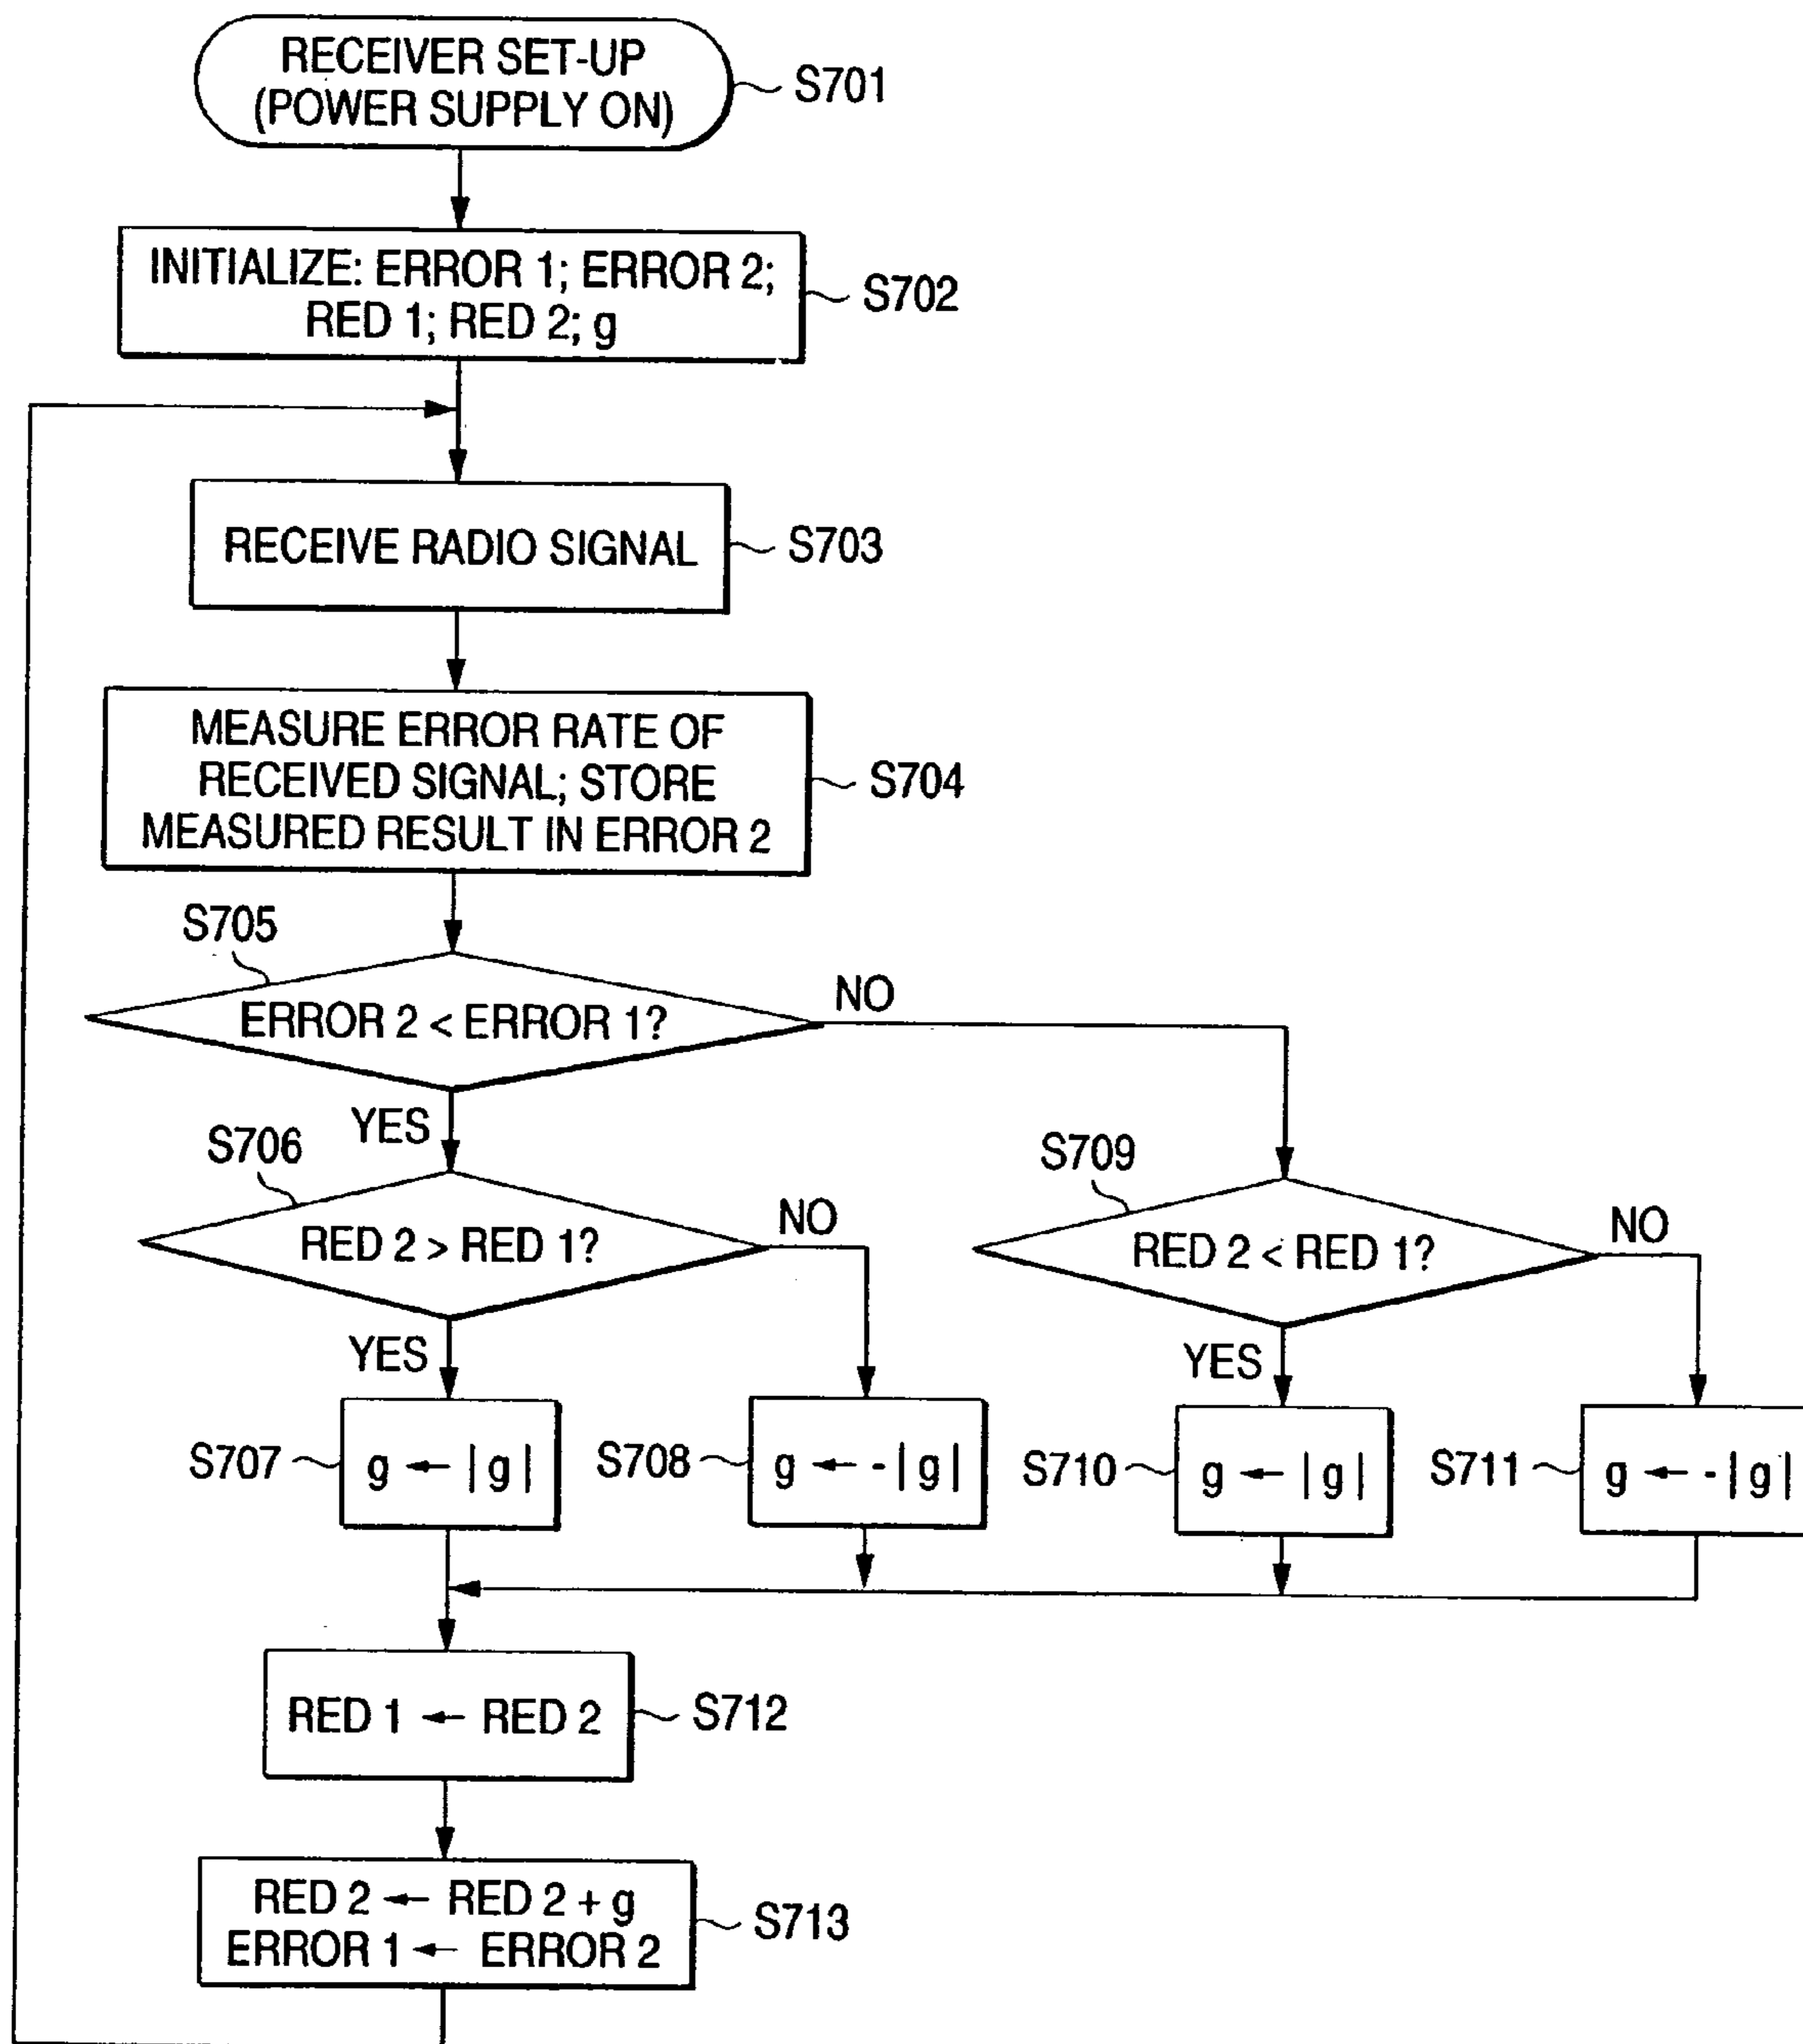 RECEIVER SET-UP
(POWER SUPPLY ON)
S701
INITIALIZE: ERROR 1; ERROR 2;
RED 1; RED 2; g
S702
RECEIVE RADIO SIGNAL
S703
MEASURE ERROR RATE OF
RECEIVED SIGNAL; STORE
MEASURED RESULT IN ERROR 2
S704
S705
ERROR 2 < ERROR 1?
NO
YES
S706
RED 2 > RED 1?
NO
YES
S709
RED 2 < RED 1?
NO
YES
S707
g ← |g|
S708
g ← -|g|
S710
g ← |g|
S711
g ← -|g|
RED 1 ← RED 2
S712
RED 2 ← RED 2 + g
ERROR 1 ← ERROR 2
S713